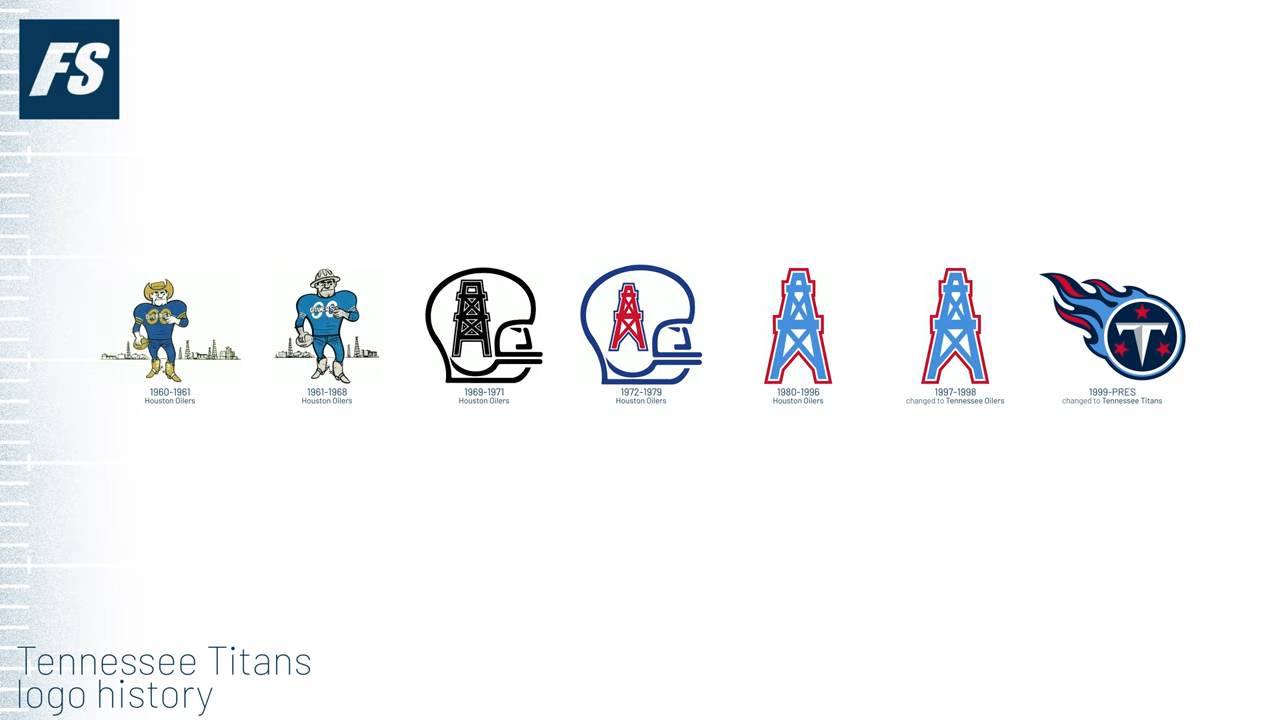 FS
1960-1961
Houston Oilers
1961-1968
Houston Oilers
1969-1971
Houston Oilers
1972-1979
Houston Oilers
1980-1996
Houston Oilers
1997-1998
changed to Tennessee Oilers
1999-PRES
changed to Tennessee Titans
T
Tennessee Titans
logo history